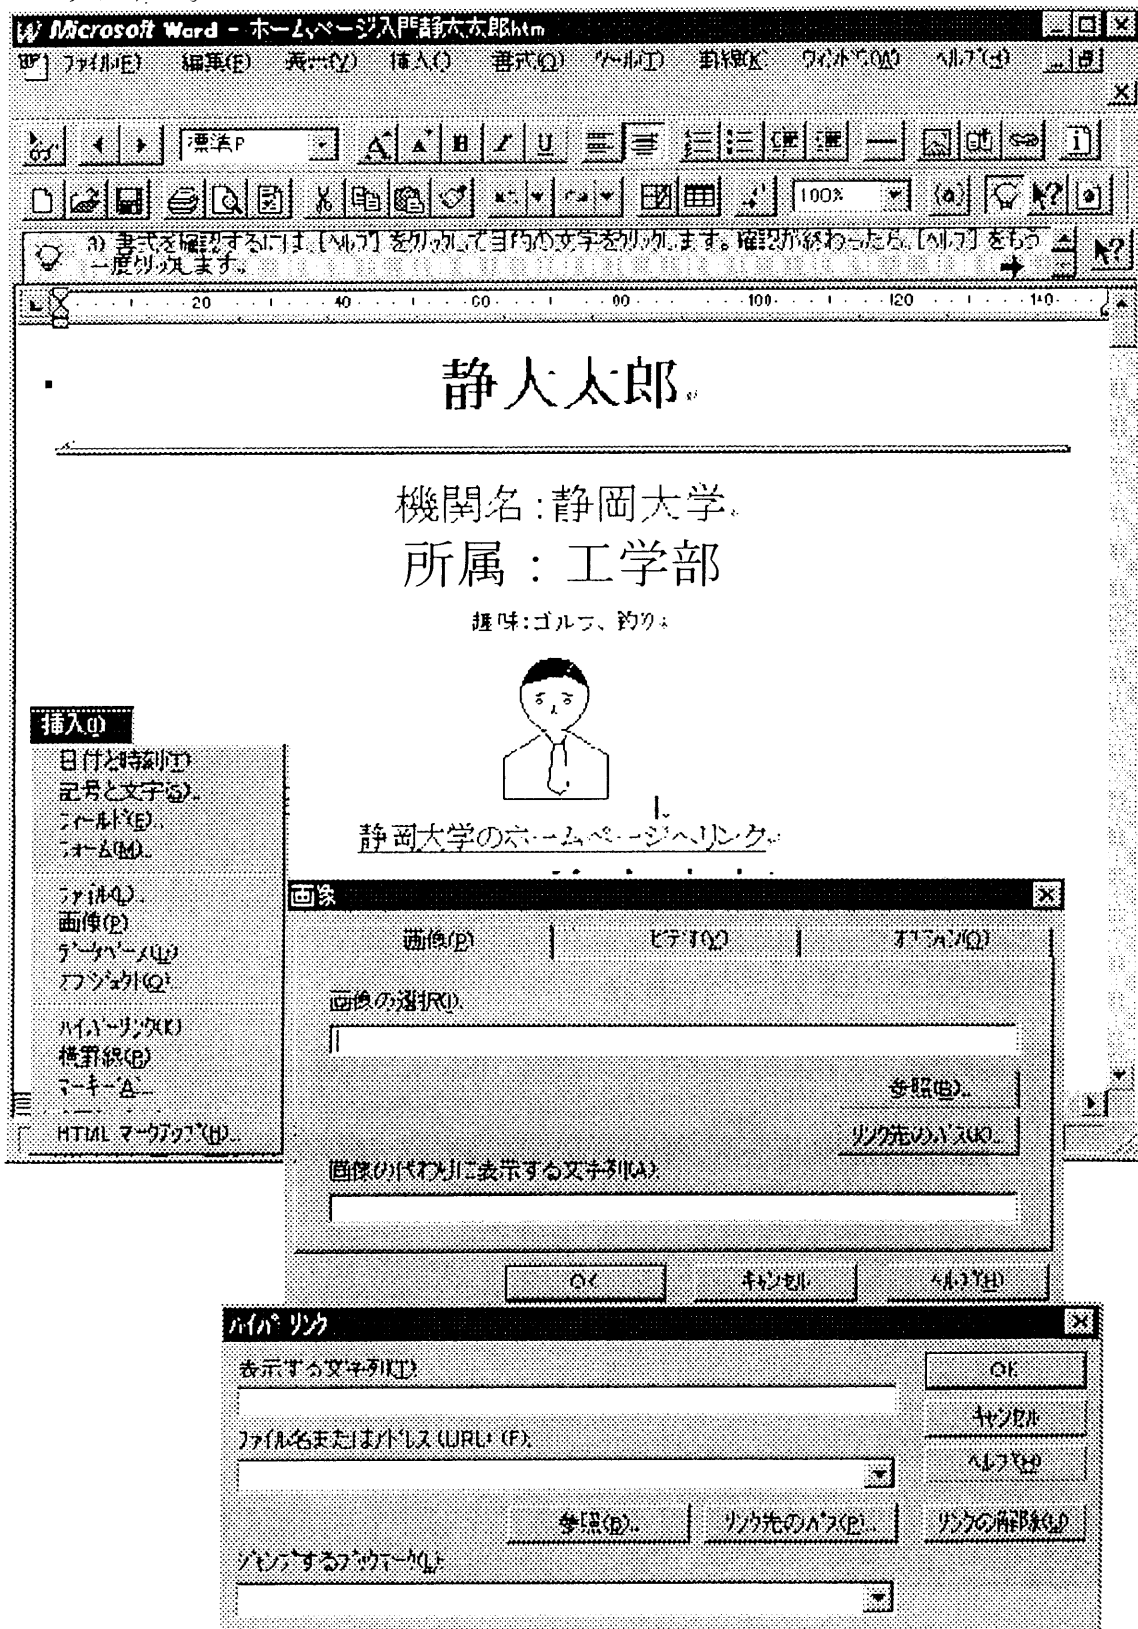 Microsoft Word - ホームページ入門静大太郎htm
ファイル(F) 編集(E) 表示(V) 挿入(I) 書式(O) ツール(T) 罫線(K) ウィンドウ(W) ヘルプ(H)
標準P
100%
a) 書式を確認するには、[ヘルプ] をクリックして目的の文字をクリックします。確認が終わったら、[ヘルプ] をもう
一度クリックします。
20 40 60 80 100 120 140
静大太郎
機関名:静岡大学
所属：工学部
趣味:ゴルフ、釣り
静岡大学のホームページへリンク
挿入(I)
日付と時刻(T)
記号と文字(S)..
フィールド(E)..
フォーム(M)..
ファイル(L)..
画像(P)
データベース(D)
オブジェクト(O)
ハイパーリンク(K)
横罫線(R)
マーキー(A)...
HTML マークアップ(H)..
画像
画像(P) ビデオ(V) オプション(O)
画像の選択(I):
参照(B)..
リンク先のパス(K)..
画像の代わりに表示する文字列(A):
OK キャンセル ヘルプ(H)
ハイパーリンク
表示する文字列(T):
OK
キャンセル
ファイル名またはアドレス (URL) (F):
ヘルプ(H)
参照(B).. リンク先のパス(P).. リンクの解除(U)
ジャンプするブックマーク(L):